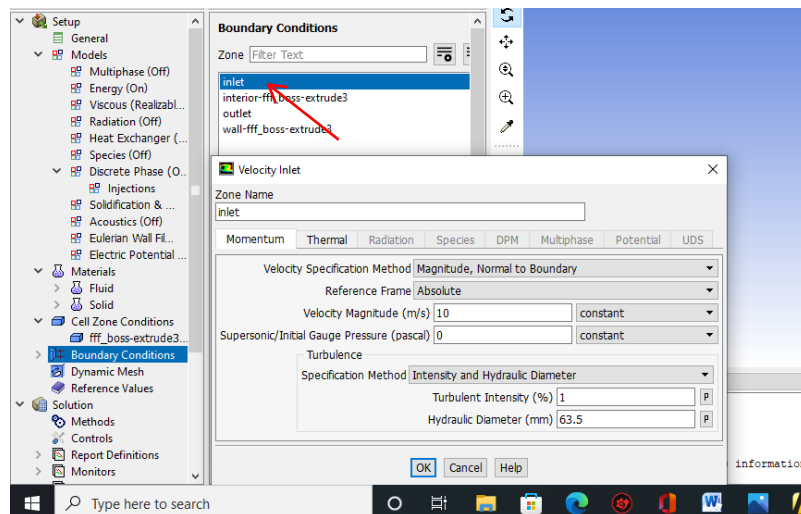 Setup
General
Models
Multiphase (Off)
Energy (On)
Viscous (Realizabl...
Radiation (Off)
Heat Exchanger (...
Species (Off)
Discrete Phase (O...
Injections
Solidification & ...
Acoustics (Off)
Eulerian Wall Fil...
Electric Potential ...
Materials
Fluid
Solid
Cell Zone Conditions
fff_boss-extrude3...
Boundary Conditions
Dynamic Mesh
Reference Values
Solution
Methods
Controls
Report Definitions
Monitors
Boundary Conditions
Zone Filter Text
inlet
interior-fff_boss-extrude3
outlet
wall-fff_boss-extrude3
Velocity Inlet
Zone Name
inlet
Momentum Thermal Radiation Species DPM Multiphase Potential UDS
Velocity Specification Method Magnitude, Normal to Boundary
Reference Frame Absolute
Velocity Magnitude (m/s) 10 constant
Supersonic/Initial Gauge Pressure (pascal) 0 constant
Turbulence
Specification Method Intensity and Hydraulic Diameter
Turbulent Intensity (%) 1 P
Hydraulic Diameter (mm) 63.5 P
OK Cancel Help
informatio
Type here to search
W